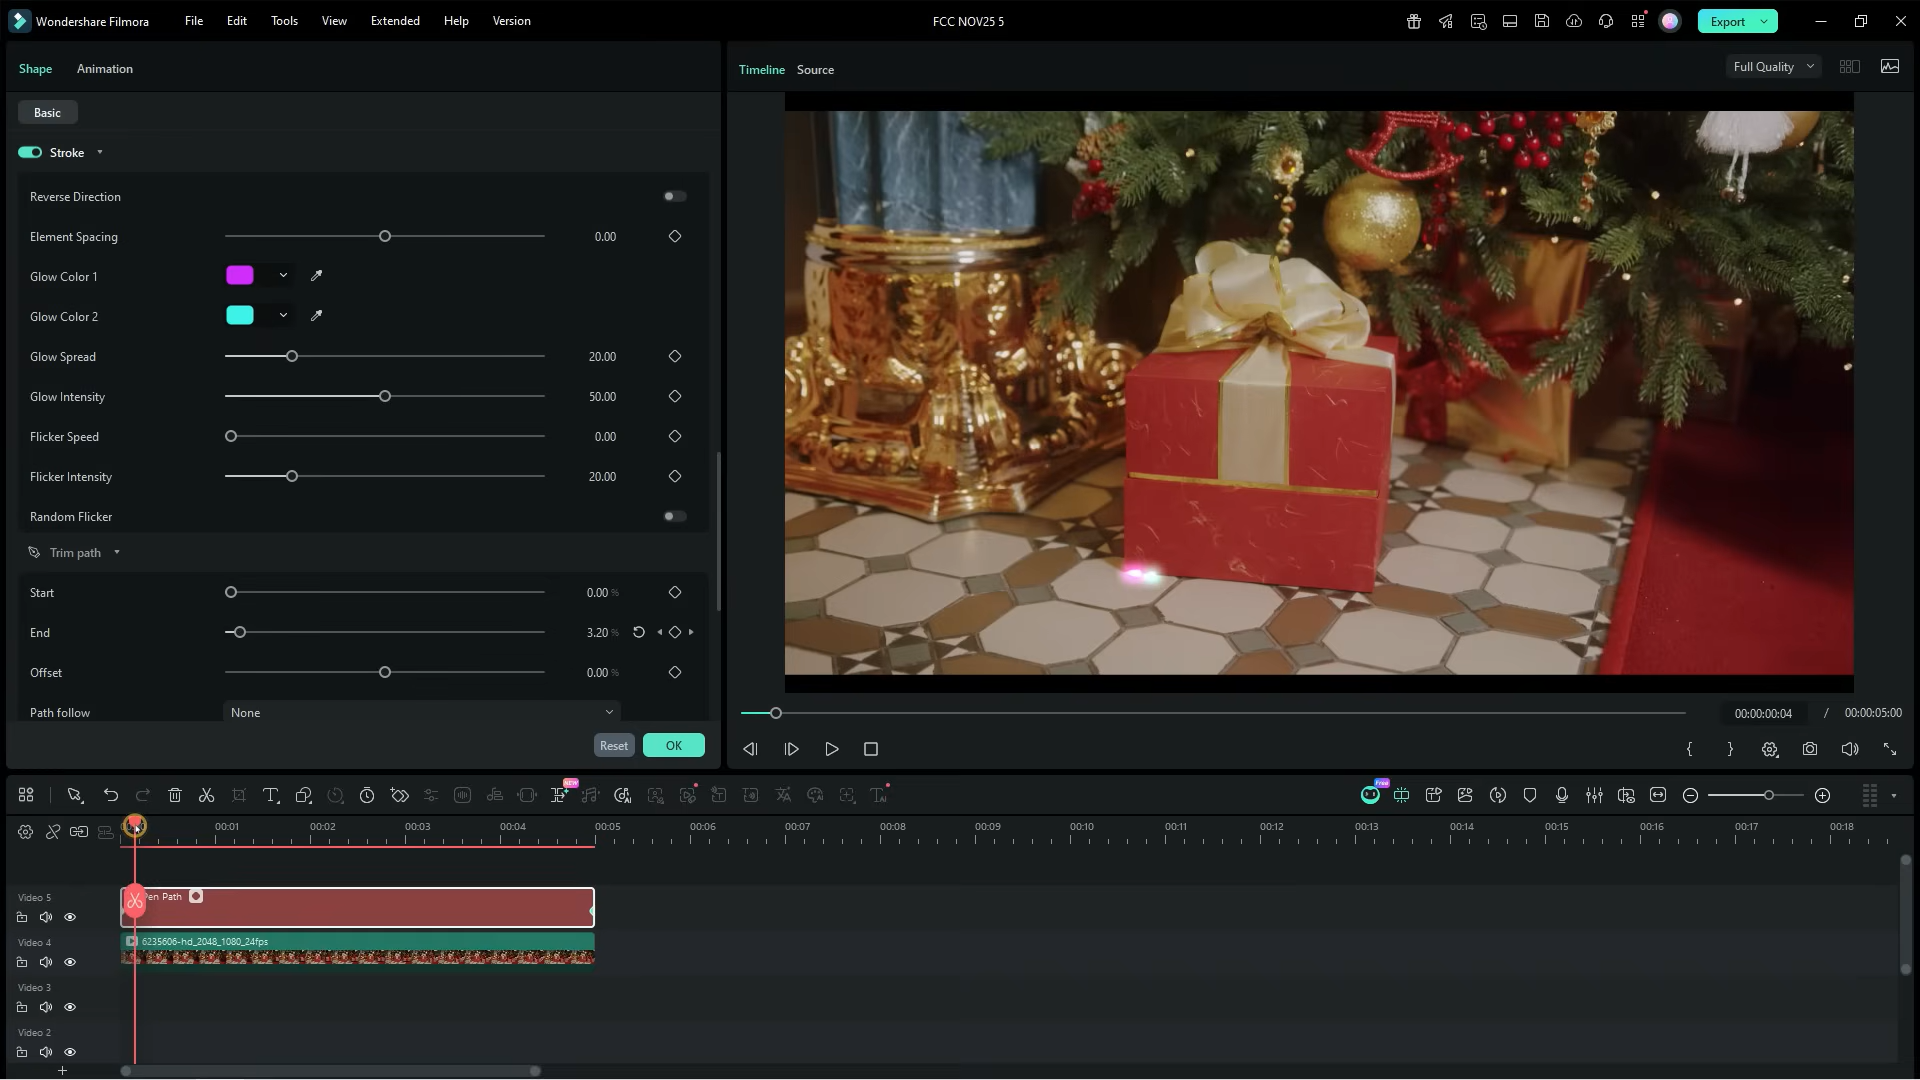 Wondershare Filmora
File
Edit
Tools
View
Extended
Help
Version
FCC NOV25 5
Export
Shape
Animation
Timeline
Source
Full Quality
Basic
Stroke
Reverse Direction
Element Spacing
0.00
Glow Color 1
Glow Color 2
Glow Spread
20.00
Glow Intensity
50.00
Flicker Speed
0.00
Flicker Intensity
20.00
Random Flicker
Trim path
Start
0.00 %
End
3.20 %
Offset
0.00 %
Path follow
None
Reset
OK
00:00:00:04 / 00:00:05:00
NEW
Free
00:01
00:02
00:03
00:04
00:05
00:06
00:07
00:08
00:09
00:10
00:11
00:12
00:13
00:14
00:15
00:16
00:17
00:18
Video 5
Pen Path
Video 4
6235606-hd_2048_1080_24fps
Video 3
Video 2